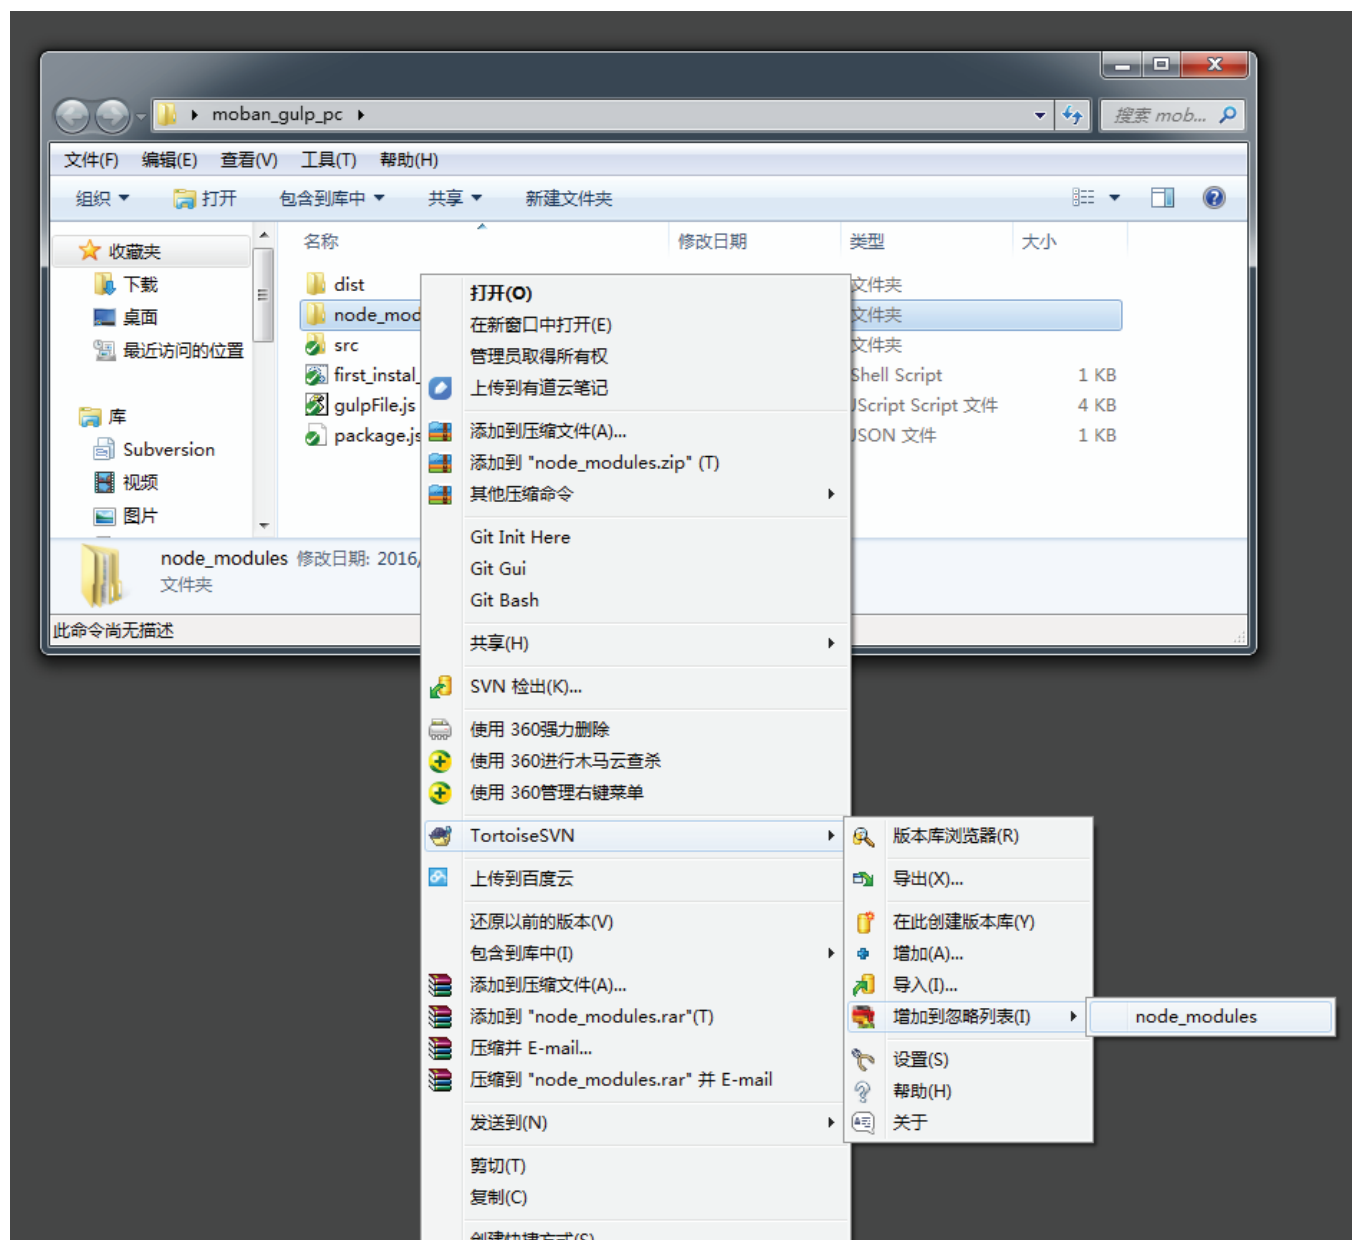 moban_gulp_pc
搜索 mob...
文件(F) 编辑(E) 查看(V) 工具(T) 帮助(H)
组织 打开 包含到库中 共享 新建文件夹
收藏夹
下载
桌面
最近访问的位置
库
Subversion
视频
图片
名称 修改日期 类型 大小
dist 文件夹
node_mod 文件夹
src 文件夹
first_instal_ Shell Script 1 KB
gulpFile.js JScript Script 文件 4 KB
package.js JSON 文件 1 KB
node_modules 修改日期: 2016/
文件夹
此命令尚无描述
打开(O)
在新窗口中打开(E)
管理员取得所有权
上传到有道云笔记
添加到压缩文件(A)...
添加到 "node_modules.zip" (T)
其他压缩命令
Git Init Here
Git Gui
Git Bash
共享(H)
SVN 检出(K)...
使用 360强力删除
使用 360进行木马云查杀
使用 360管理右键菜单
TortoiseSVN
上传到百度云
还原以前的版本(V)
包含到库中(I)
添加到压缩文件(A)...
添加到 "node_modules.rar"(T)
压缩并 E-mail...
压缩到 "node_modules.rar" 并 E-mail
发送到(N)
剪切(T)
复制(C)
创建快捷方式(S)
版本库浏览器(R)
导出(X)...
在此创建版本库(Y)
增加(A)...
导入(I)...
增加到忽略列表(I)
设置(S)
帮助(H)
关于
node_modules